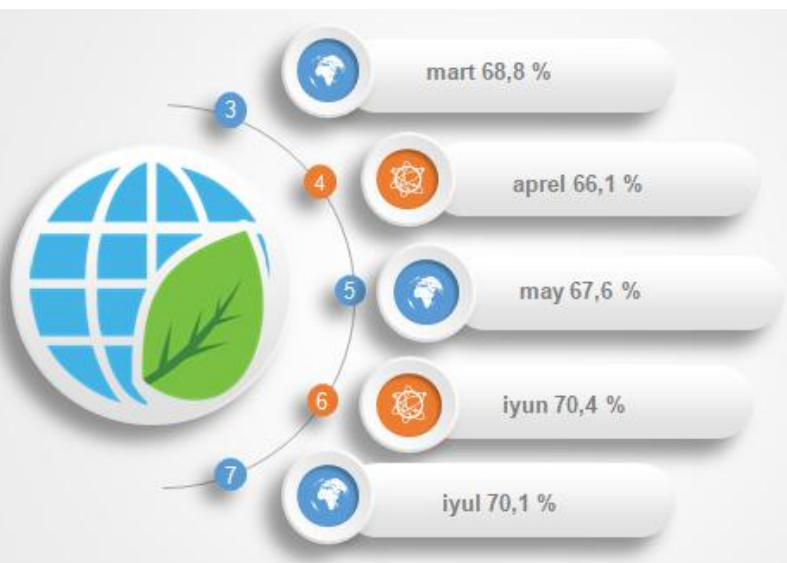 mart 68,8 %
3
4
aprel 66,1 %
5
may 67,6 %
6
iyun 70,4 %
7
iyul 70,1 %